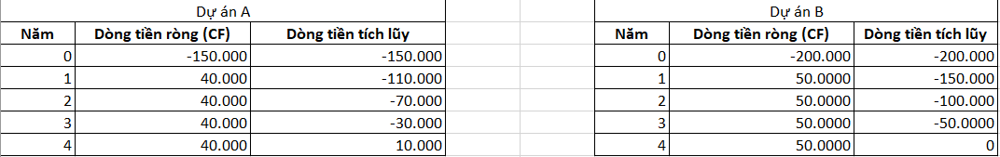 Dự án A Dự án B
Năm Dòng tiền ròng (CF) Dòng tiền tích lũy Năm Dòng tiền ròng (CF) Dòng tiền tích lũy
0 -150.000 -150.000 0 -200.000 -200.000
1 40.000 -110.000 1 50.000 -150.000
2 40.000 -70.000 2 50.0000 -100.000
3 40.000 -30.000 3 50.0000 -50.0000
4 40.000 10.000 4 50.0000 0